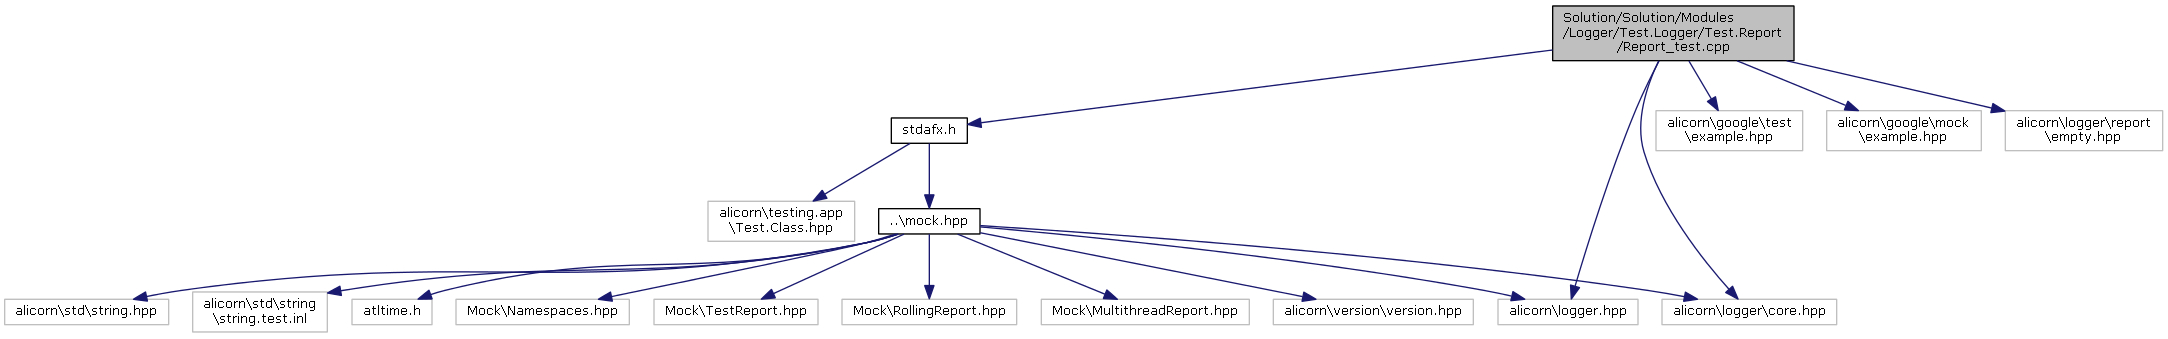 Solution/Solution/Modules
/Logger/Test.Logger/Test.Report
/Report_test.cpp
stdafx.h
alicorn\google\test
\example.hpp
alicorn\google\mock
\example.hpp
alicorn\logger\report
\empty.hpp
alicorn\testing.app
\Test.Class.hpp
..\mock.hpp
alicorn\std\string.hpp
alicorn\std\string
\string.test.inl
atltime.h
Mock\Namespaces.hpp
Mock\TestReport.hpp
Mock\RollingReport.hpp
Mock\MultithreadReport.hpp
alicorn\version\version.hpp
alicorn\logger.hpp
alicorn\logger\core.hpp